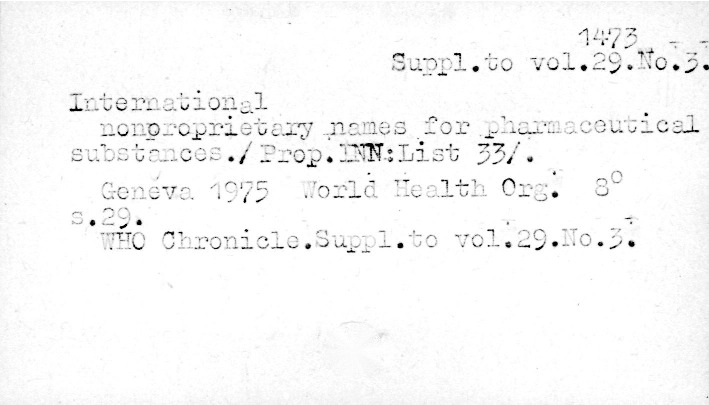 1473
Suppl.to vol.29.No.3.
International
nonproprietary names for pharmaceutical
substances./Prop.INN:List 33/.
Geneva 1975 World Health Org. 8°
s.29.
WHO Chronicle.Suppl.to vol.29.No.3.